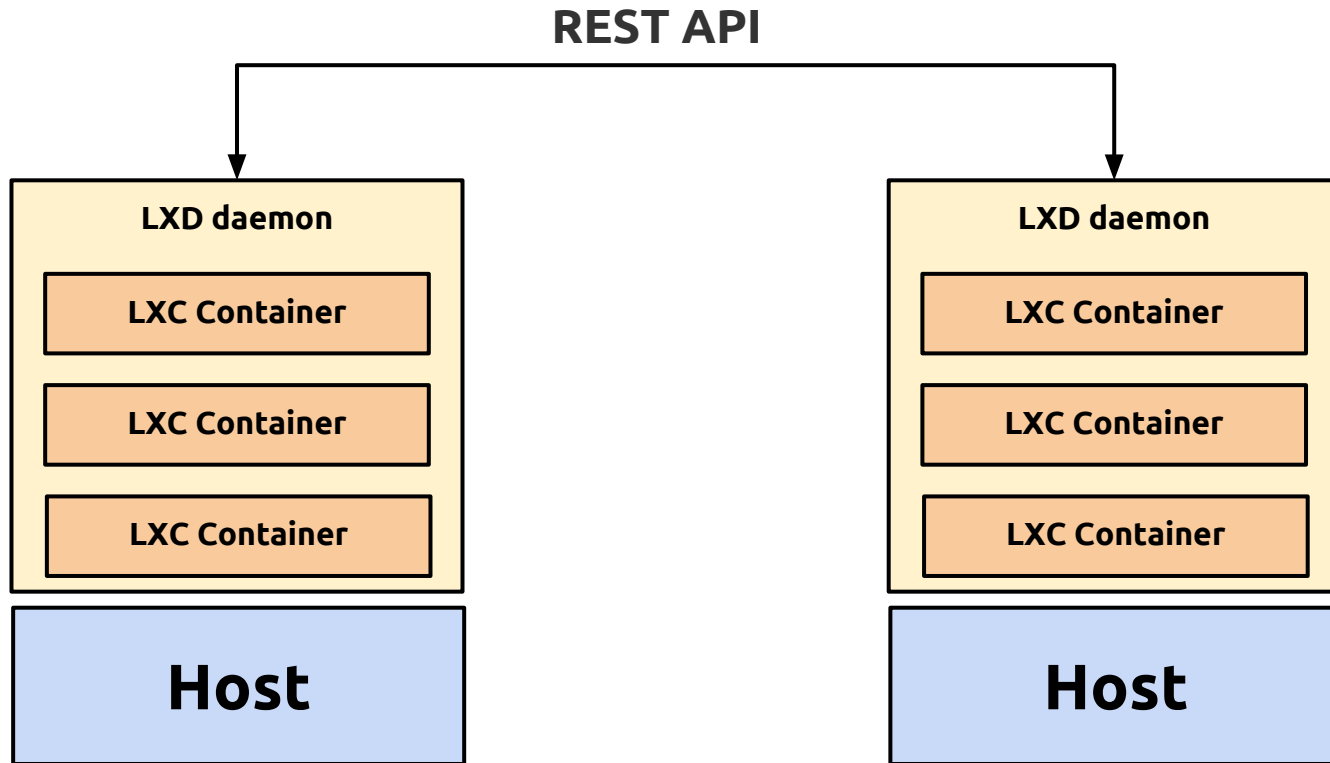 REST API
LXD daemon
LXC Container
LXC Container
LXC Container
Host
LXD daemon
LXC Container
LXC Container
LXC Container
Host